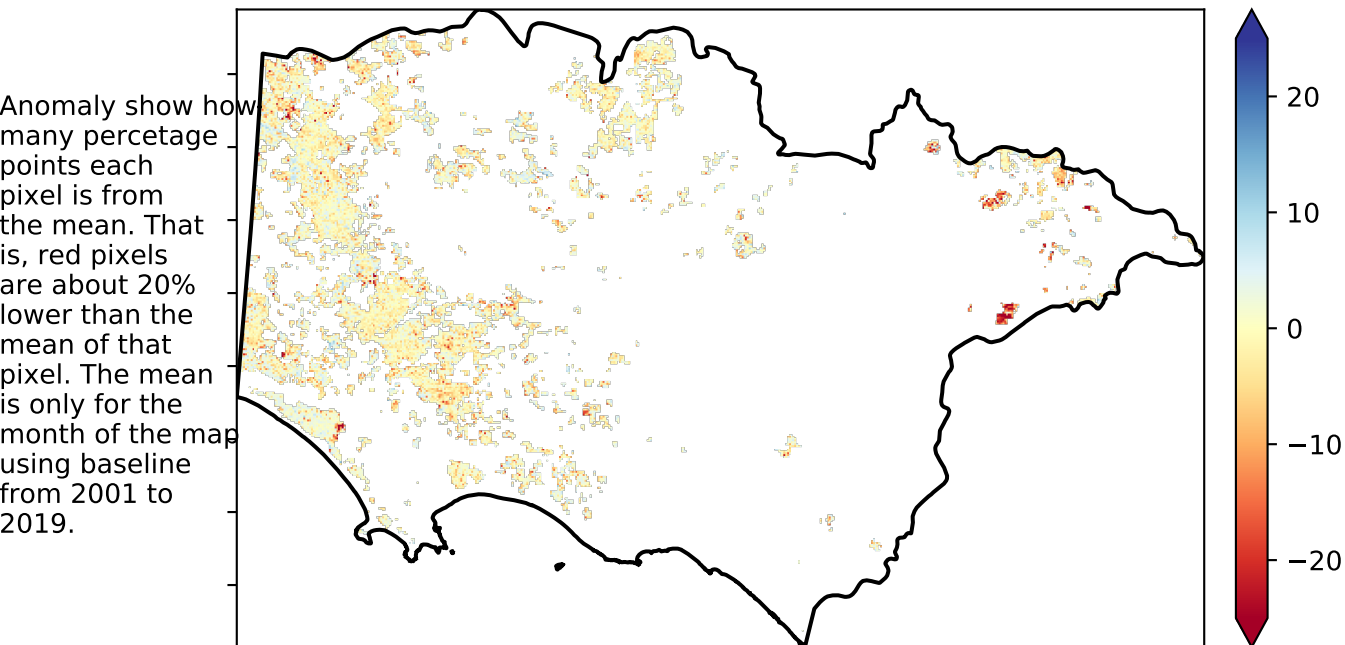 Anomaly show how
many percetage
points each
pixel is from
the mean. That
is, red pixels
are about 20%
lower than the
mean of that
pixel. The mean
is only for the
month of the map
using baseline
from 2001 to
2019.
20
10
0
−10
−20